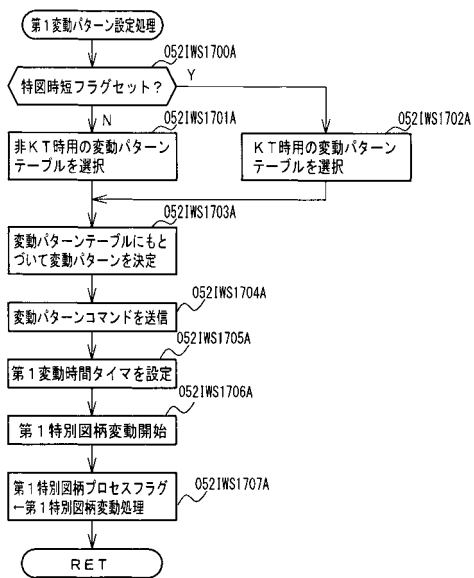 第１変動パターン設定処理
052IWS1700A
特図時短フラグセット？
Y
N
052IWS1701A
非ＫＴ時用の変動パターン
テーブルを選択
052IWS1702A
ＫＴ時用の変動パターン
テーブルを選択
052IWS1703A
変動パターンテーブルにもと
づいて変動パターンを決定
052IWS1704A
変動パターンコマンドを送信
052IWS1705A
第１変動時間タイマを設定
052IWS1706A
第１特別図柄変動開始
052IWS1707A
第１特別図柄プロセスフラグ
←第１特別図柄変動処理
ＲＥＴ